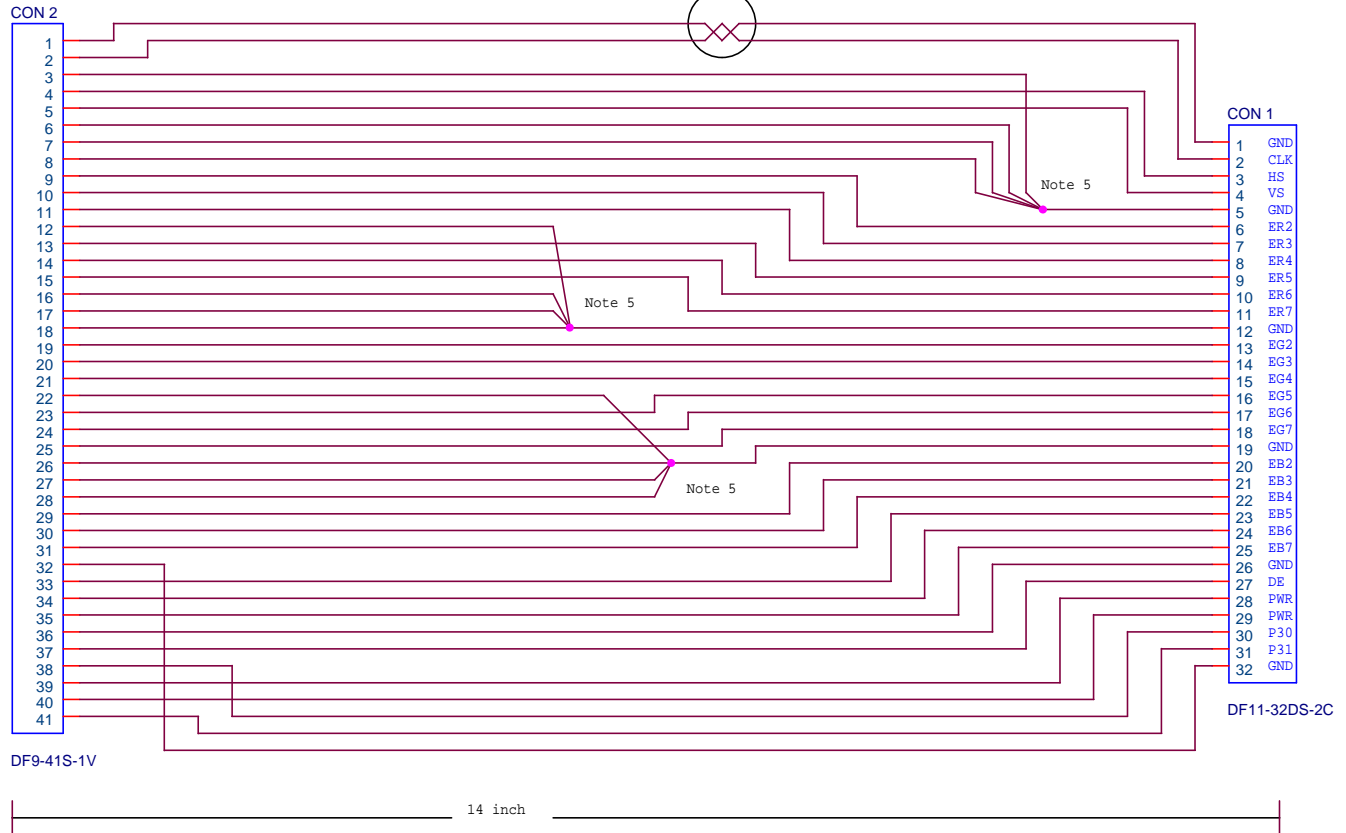 CON 2
1
2
3
4
5
6
7
8
9
10
11
12
13
14
15
16
17
18
19
20
21
22
23
24
25
26
27
28
29
30
31
32
33
34
35
36
37
38
39
40
41
DF9-41S-1V
Note 5
Note 5
Note 5
CON 1
1 GND
2 CLK
3 HS
4 VS
5 GND
6 ER2
7 ER3
8 ER4
9 ER5
10 ER6
11 ER7
12 GND
13 EG2
14 EG3
15 EG4
16 EG5
17 EG6
18 EG7
19 GND
20 EB2
21 EB3
22 EB4
23 EB5
24 EB6
25 EB7
26 GND
27 DE
28 PWR
29 PWR
30 P30
31 P31
32 GND
DF11-32DS-2C
14 inch